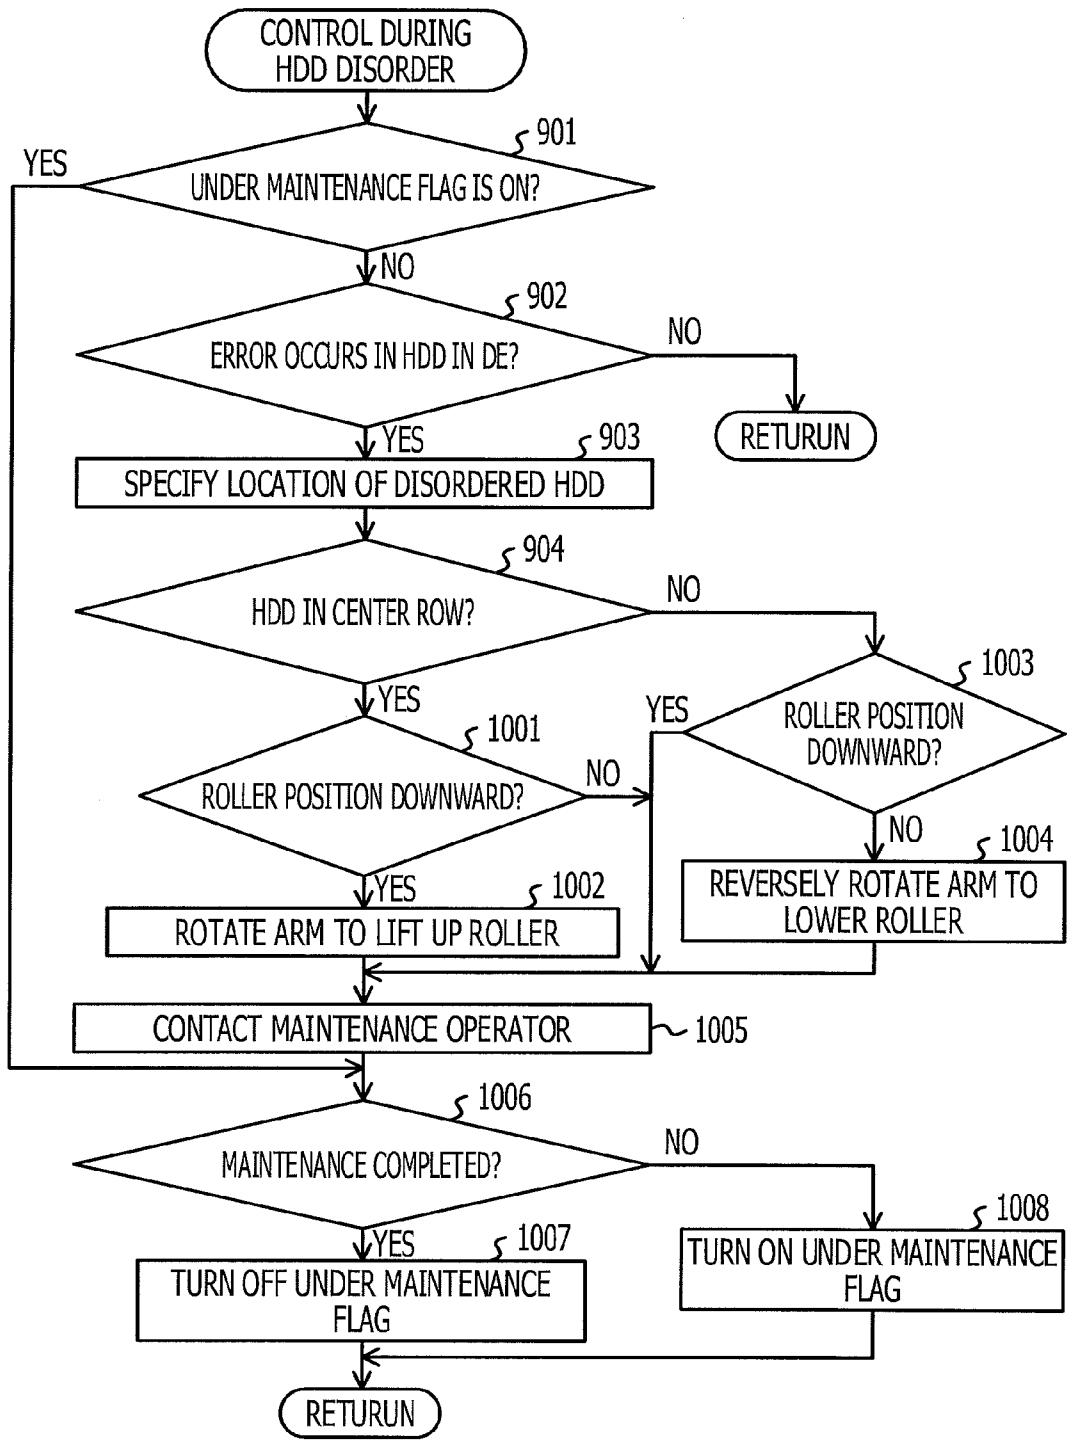 CONTROL DURING
HDD DISORDER
901
YES
UNDER MAINTENANCE FLAG IS ON?
NO
902
NO
ERROR OCCURS IN HDD IN DE?
RETURUN
YES
903
SPECIFY LOCATION OF DISORDERED HDD
904
NO
HDD IN CENTER ROW?
1003
YES
YES
ROLLER POSITION
DOWNWARD?
1001
NO
ROLLER POSITION DOWNWARD?
NO
1004
YES
1002
REVERSELY ROTATE ARM TO
LOWER ROLLER
ROTATE ARM TO LIFT UP ROLLER
CONTACT MAINTENANCE OPERATOR
1005
1006
NO
MAINTENANCE COMPLETED?
1008
YES
1007
TURN ON UNDER MAINTENANCE
FLAG
TURN OFF UNDER MAINTENANCE
FLAG
RETURUN